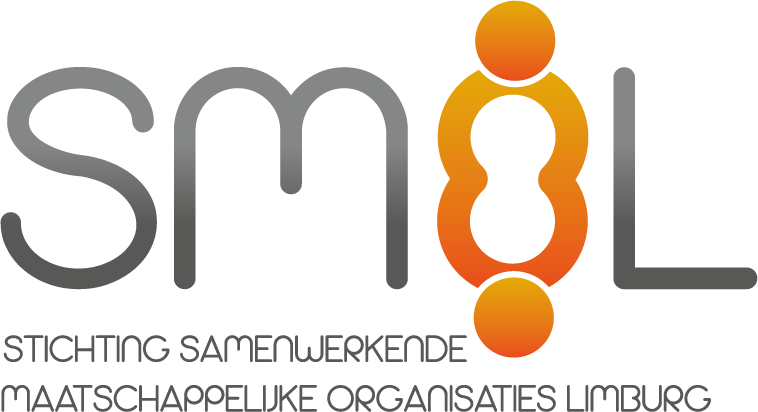 SMOL
STICHTING SAMENWERKENDE
MAATSCHAPPELIJKE ORGANISATIES LIMBURG